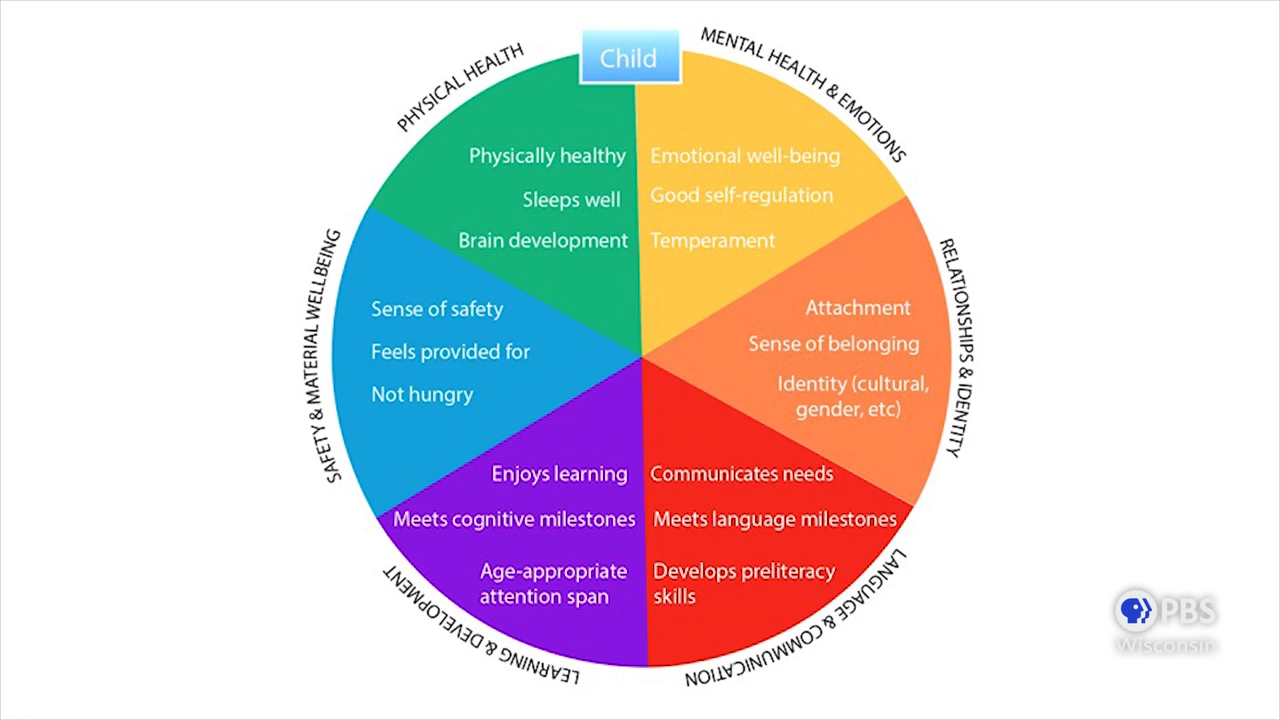 Child
PHYSICAL HEALTH
Physically healthy
Sleeps well
Brain development
MENTAL HEALTH & EMOTIONS
Emotional well-being
Good self-regulation
Temperament
RELATIONSHIPS & IDENTITY
Attachment
Sense of belonging
Identity (cultural,
gender, etc)
LANGUAGE & COMMUNICATION
Communicates needs
Meets language milestones
Develops preliteracy
skills
LEARNING & DEVELOPMENT
Enjoys learning
Meets cognitive milestones
Age-appropriate
attention span
SAFETY & MATERIAL WELLBEING
Sense of safety
Feels provided for
Not hungry
PBS
Wisconsin